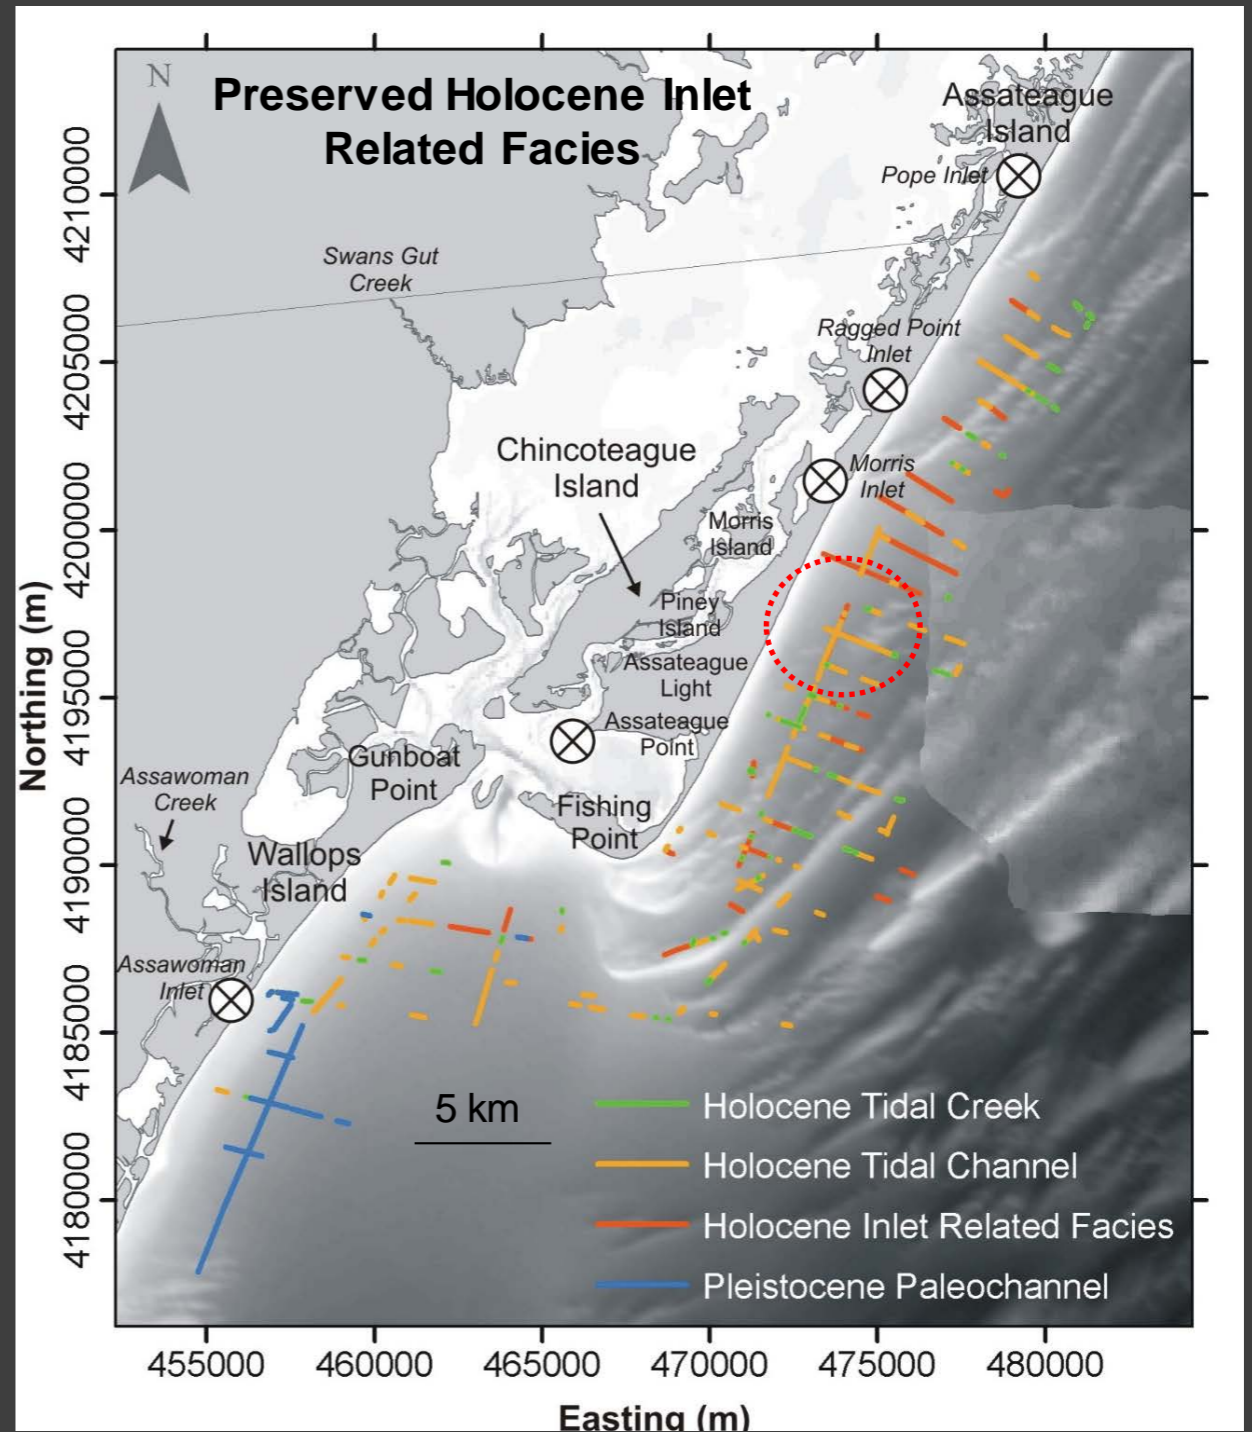 Preserved Holocene Inlet
Related Facies
N
Assateague
Island
Pope Inlet
Swans Gut
Creek
Ragged Point
Inlet
Chincoteague
Island
Morris
Inlet
Morris
Island
Piney
Island
Assateague
Light
Assateague
Point
Gunboat
Point
Assawoman
Creek
Fishing
Point
Wallops
Island
Assawoman
Inlet
5 km
Holocene Tidal Creek
Holocene Tidal Channel
Holocene Inlet Related Facies
Pleistocene Paleochannel
Northing (m)
4210000
4205000
4200000
4195000
4190000
4185000
4180000
455000
460000
465000
470000
475000
480000
Easting (m)